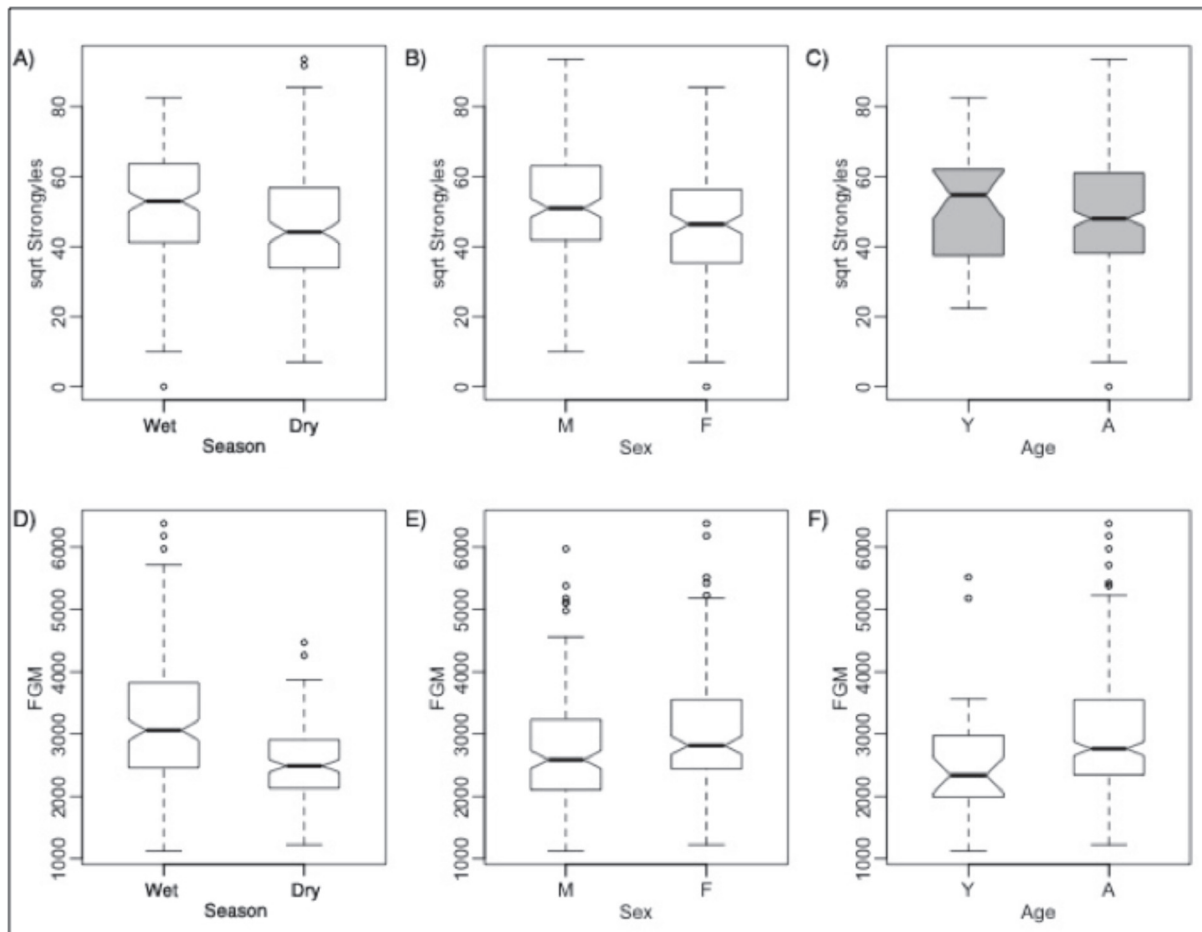 A)
sqrt Strongyles
80
60
40
20
0
Wet Dry
Season
B)
sqrt Strongyles
80
60
40
20
0
M F
Sex
C)
sqrt Strongyles
80
60
40
20
0
Y A
Age
D)
FGM
6000
5000
4000
3000
2000
1000
Wet Dry
Season
E)
FGM
6000
5000
4000
3000
2000
1000
M F
Sex
F)
FGM
6000
5000
4000
3000
2000
1000
Y A
Age